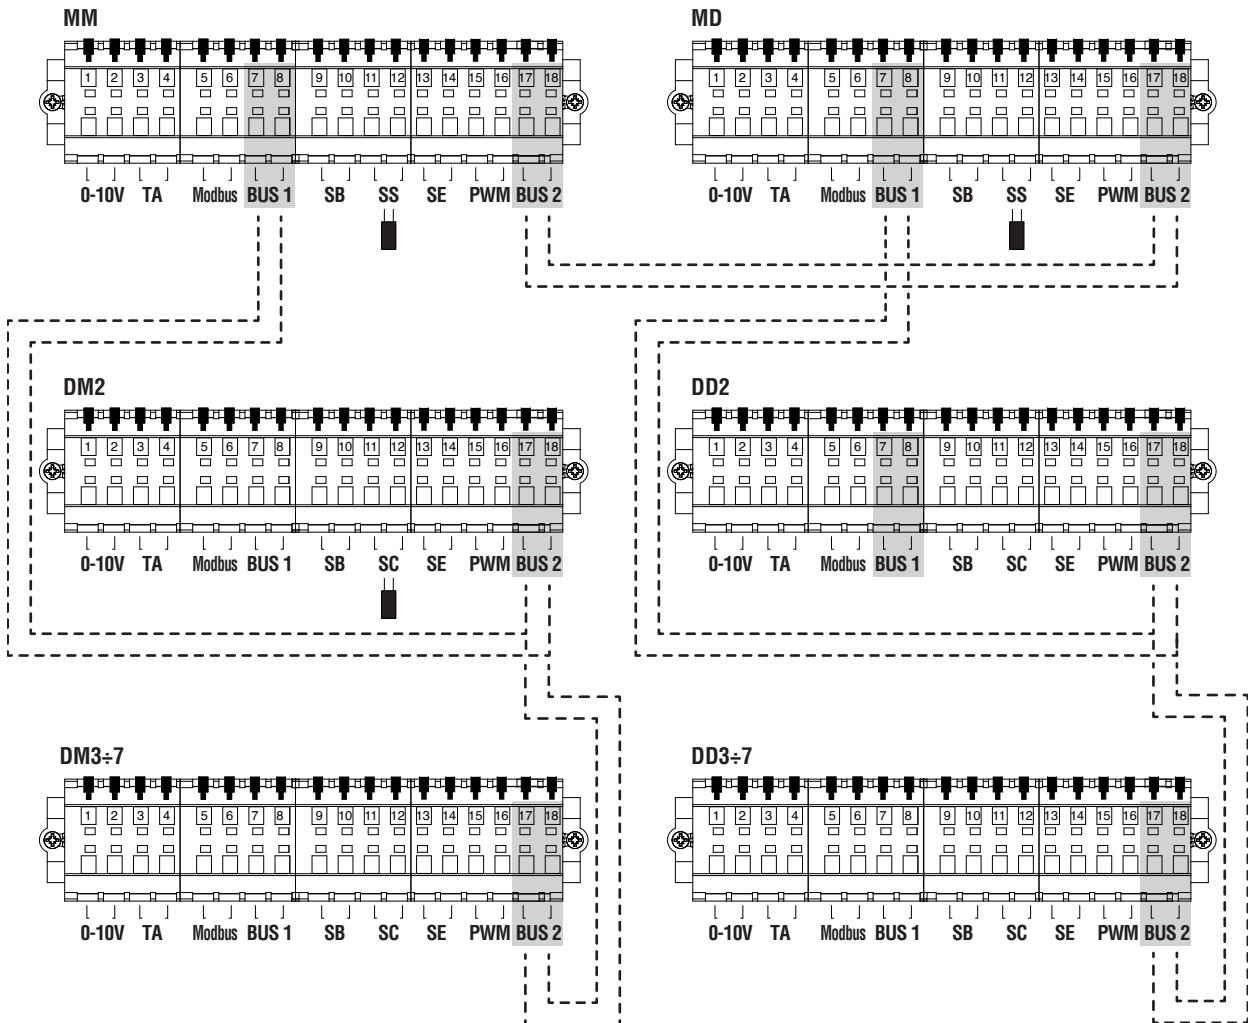 MM MD
1 2 3 4 5 6 7 8 9 10 11 12 13 14 15 16 17 18 1 2 3 4 5 6 7 8 9 10 11 12 13 14 15 16 17 18
0-10V TA Modbus BUS 1 SB SS SE PWM BUS 2 0-10V TA Modbus BUS 1 SB SS SE PWM BUS 2
DM2 DD2
1 2 3 4 5 6 7 8 9 10 11 12 13 14 15 16 17 18 1 2 3 4 5 6 7 8 9 10 11 12 13 14 15 16 17 18
0-10V TA Modbus BUS 1 SB SC SE PWM BUS 2 0-10V TA Modbus BUS 1 SB SC SE PWM BUS 2
DM3÷7 DD3÷7
1 2 3 4 5 6 7 8 9 10 11 12 13 14 15 16 17 18 1 2 3 4 5 6 7 8 9 10 11 12 13 14 15 16 17 18
0-10V TA Modbus BUS 1 SB SC SE PWM BUS 2 0-10V TA Modbus BUS 1 SB SC SE PWM BUS 2